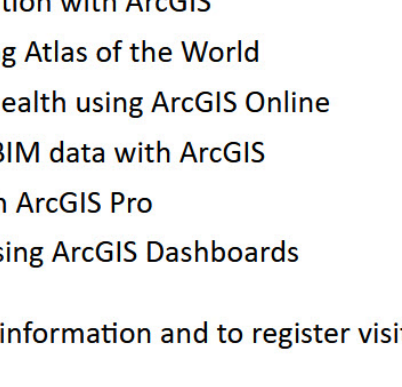 tion with ArcGIS
g Atlas of the World
ealth using ArcGIS Online
BIM data with ArcGIS
n ArcGIS Pro
sing ArcGIS Dashboards
information and to register visit